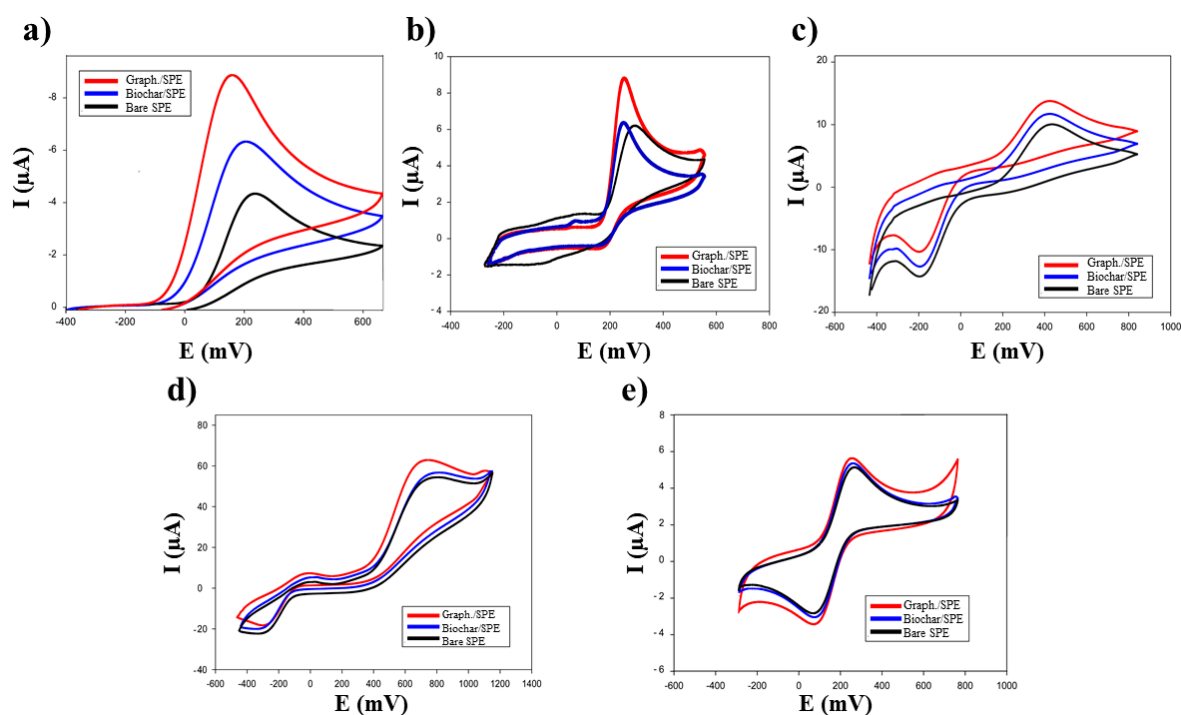 a)
I (μA)
-8
-6
-4
-2
0
-400
-200
0
200
400
600
E (mV)
Graph./SPE
Biochar/SPE
Bare SPE
b)
I (μA)
10
8
6
4
2
0
2
4
-400
-200
0
200
400
600
800
E (mV)
Graph./SPE
Biochar/SPE
Bare SPE
c)
I (μA)
20
10
0
-10
-20
-600
-400
-200
0
200
400
600
800
1000
E (mV)
Graph./SPE
Biochar/SPE
Bare SPE
d)
I (μA)
80
60
40
20
0
-20
-40
-600
-400
-200
0
200
400
600
800
1000
1200
1400
E (mV)
Graph./SPE
Biochar/SPE
Bare SPE
e)
I (μA)
8
6
4
2
0
-2
-4
-6
-600
-400
-200
0
200
400
600
800
1000
E (mV)
Graph./SPE
Biochar/SPE
Bare SPE